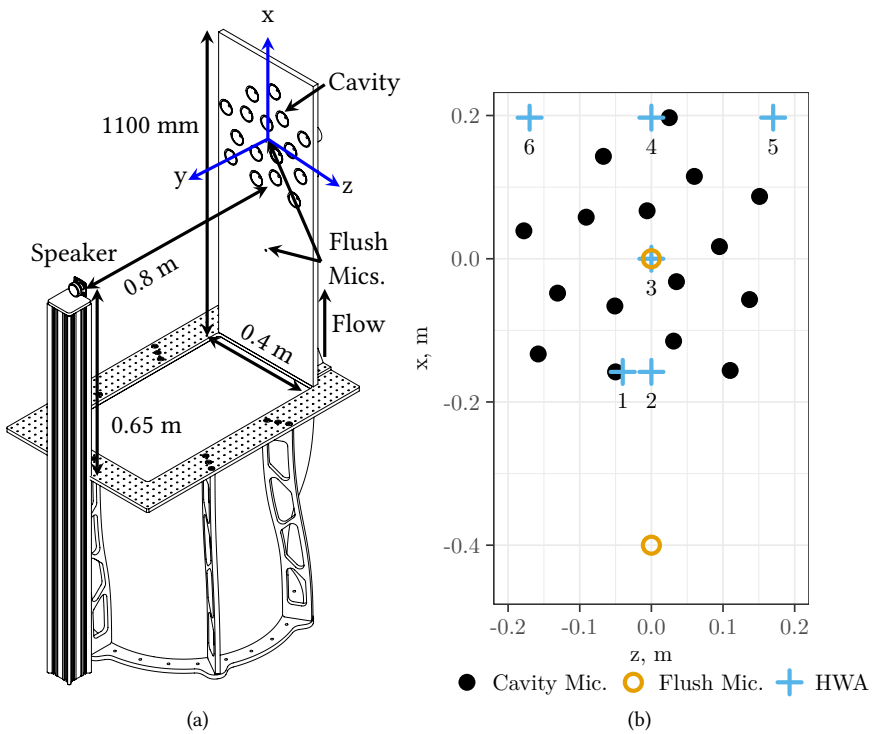 x
Cavity
1100 mm
y
z
Speaker
0.8 m
Flush
Mics.
Flow
0.4 m
0.65 m
(a)
x, m
0.2
0.0
-0.2
-0.4
6
4
5
3
1
2
-0.2
-0.1
0.0
0.1
0.2
z, m
Cavity Mic.
Flush Mic.
HWA
(b)